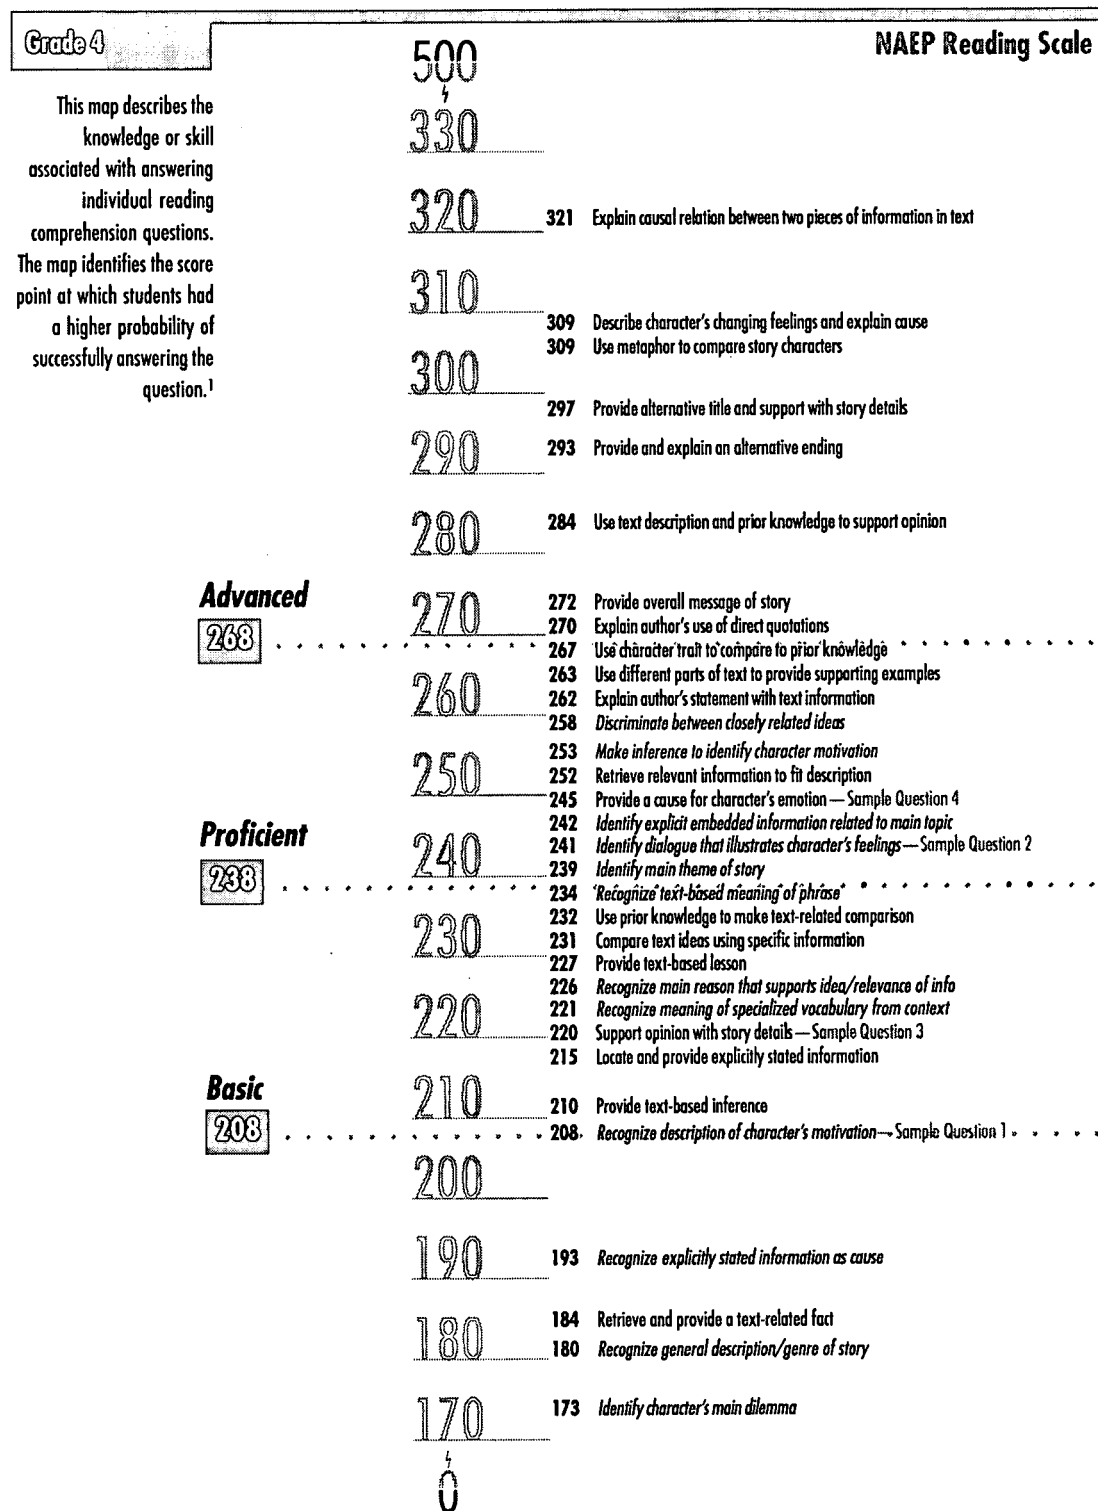 Grade 4
NAEP Reading Scale
This map describes the
knowledge or skill
associated with answering
individual reading
comprehension questions.
The map identifies the score
point at which students had
a higher probability of
successfully answering the
question.1
500
330
320
321 Explain causal relation between two pieces of information in text
310
309 Describe character's changing feelings and explain cause
309 Use metaphor to compare story characters
300
297 Provide alternative title and support with story details
290
293 Provide and explain an alternative ending
280
284 Use text description and prior knowledge to support opinion
Advanced
268
270
272 Provide overall message of story
270 Explain author's use of direct quotations
267 Use character trait to compare to prior knowledge
263 Use different parts of text to provide supporting examples
260
262 Explain author's statement with text information
258 Discriminate between closely related ideas
253 Make inference to identify character motivation
250
252 Retrieve relevant information to fit description
245 Provide a cause for character's emotion — Sample Question 4
Proficient
238
242 Identify explicit embedded information related to main topic
240
241 Identify dialogue that illustrates character's feelings — Sample Question 2
239 Identify main theme of story
234 Recognize text-based meaning of phrase
232 Use prior knowledge to make text-related comparison
230
231 Compare text ideas using specific information
227 Provide text-based lesson
226 Recognize main reason that supports idea/relevance of info
220
221 Recognize meaning of specialized vocabulary from context
220 Support opinion with story details — Sample Question 3
215 Locate and provide explicitly stated information
Basic
208
210
210 Provide text-based inference
208 Recognize description of character's motivation — Sample Question 1
200
190
193 Recognize explicitly stated information as cause
180
184 Retrieve and provide a text-related fact
180 Recognize general description/genre of story
170
173 Identify character's main dilemma
0